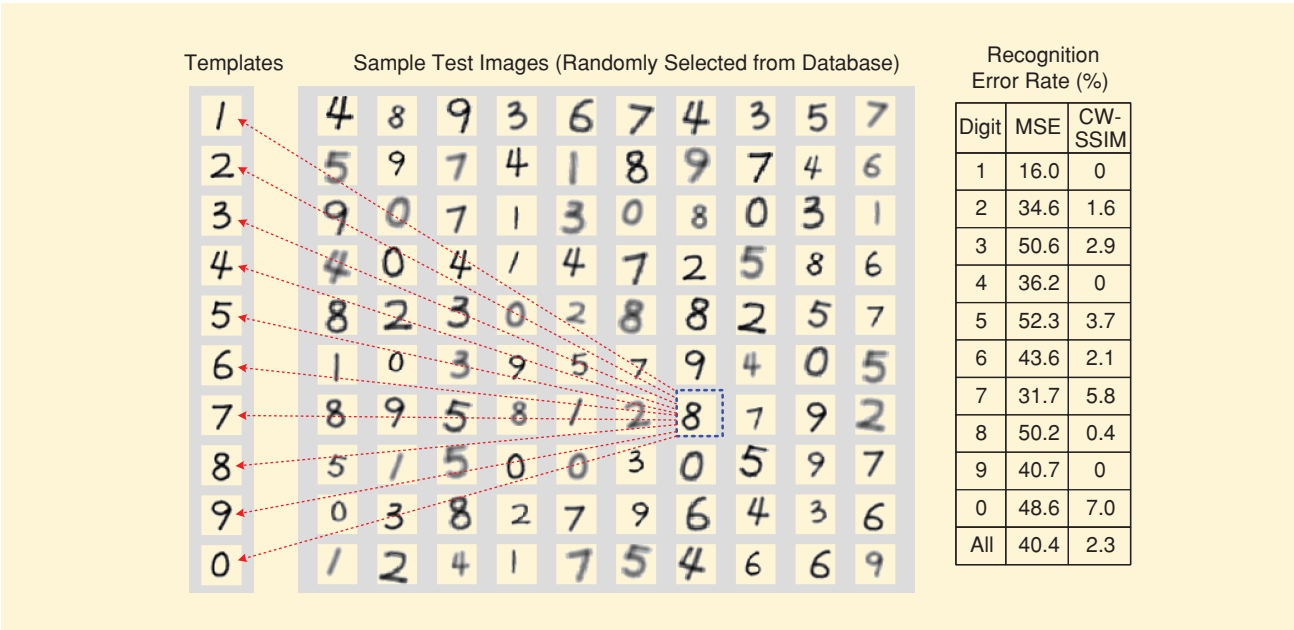 Templates
Sample Test Images (Randomly Selected from Database)
1
4 8 9 3 6 7 4 3 5 7
2
5 9 7 4 1 8 9 7 4 6
3
9 0 7 1 3 0 8 0 3 1
4
4 0 4 1 4 7 2 5 8 6
5
8 2 3 0 2 8 8 2 5 7
6
1 0 3 9 5 7 9 4 0 5
7
8 9 5 8 1 2 8 7 9 2
8
5 1 5 0 0 3 0 5 9 7
9
0 3 8 2 7 9 6 4 3 6
0
1 2 4 1 7 5 4 6 6 9
Recognition
Error Rate (%)
Digit MSE CW-
SSIM
1 16.0 0
2 34.6 1.6
3 50.6 2.9
4 36.2 0
5 52.3 3.7
6 43.6 2.1
7 31.7 5.8
8 50.2 0.4
9 40.7 0
0 48.6 7.0
All 40.4 2.3